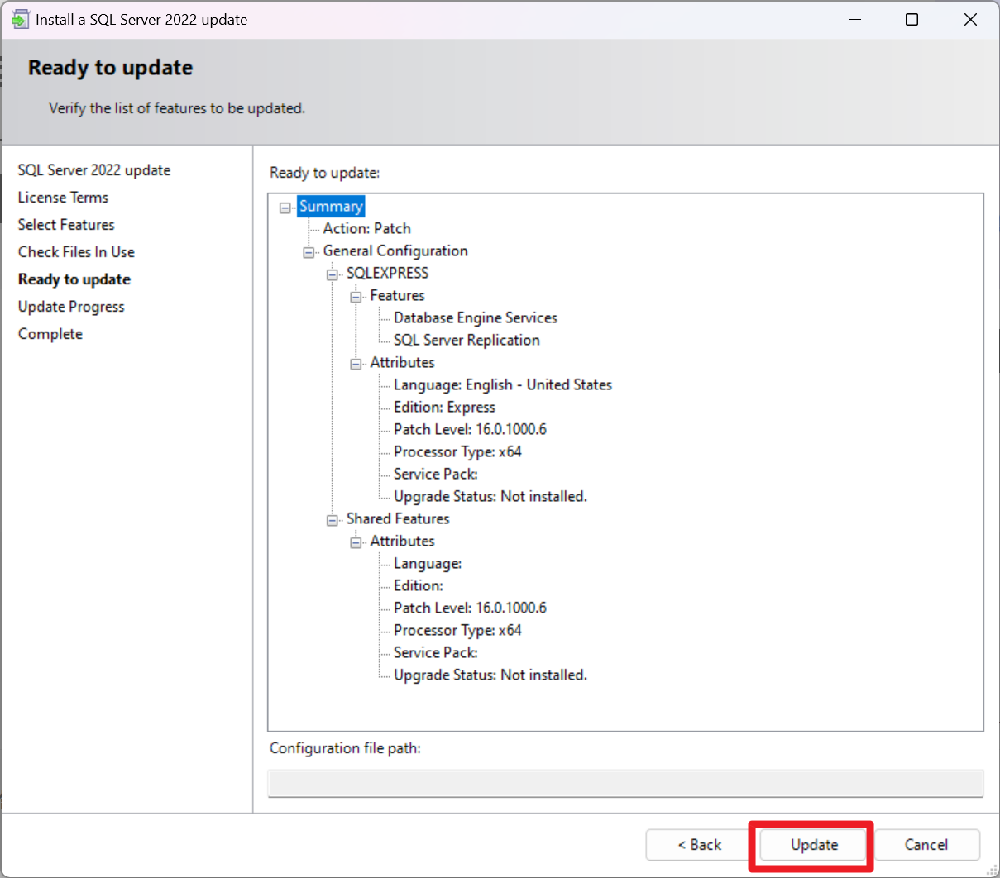 Install a SQL Server 2022 update
Ready to update
Verify the list of features to be updated.
SQL Server 2022 update
License Terms
Select Features
Check Files In Use
Ready to update
Update Progress
Complete
Ready to update:
Summary
Action: Patch
General Configuration
SQLEXPRESS
Features
Database Engine Services
SQL Server Replication
Attributes
Language: English - United States
Edition: Express
Patch Level: 16.0.1000.6
Processor Type: x64
Service Pack:
Upgrade Status: Not installed.
Shared Features
Attributes
Language:
Edition:
Patch Level: 16.0.1000.6
Processor Type: x64
Service Pack:
Upgrade Status: Not installed.
Configuration file path:
< Back
Update
Cancel